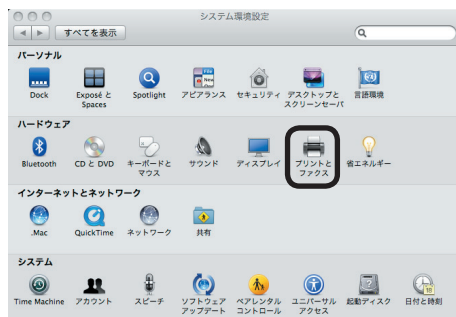 システム環境設定
すべてを表示
パーソナル
Dock
Exposé と
Spaces
Spotlight
アピアランス
セキュリティ
デスクトップと
スクリーンセーバ
言語環境
ハードウェア
Bluetooth
CD と DVD
キーボードと
マウス
サウンド
ディスプレイ
プリントと
ファクス
省エネルギー
インターネットとネットワーク
.Mac
QuickTime
ネットワーク
共有
システム
Time Machine
アカウント
スピーチ
ソフトウェア
アップデート
ペアレンタル
コントロール
ユニバーサル
アクセス
起動ディスク
日付と時刻